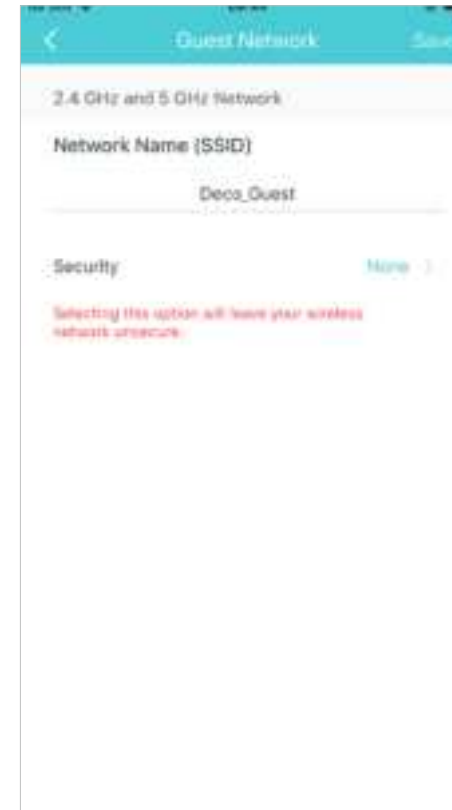 Guest Network Save
2.4 GHz and 5 GHz Network
Network Name (SSID)
Deco_Guest
Security None
Selecting this option will leave your wireless
network unsecure.